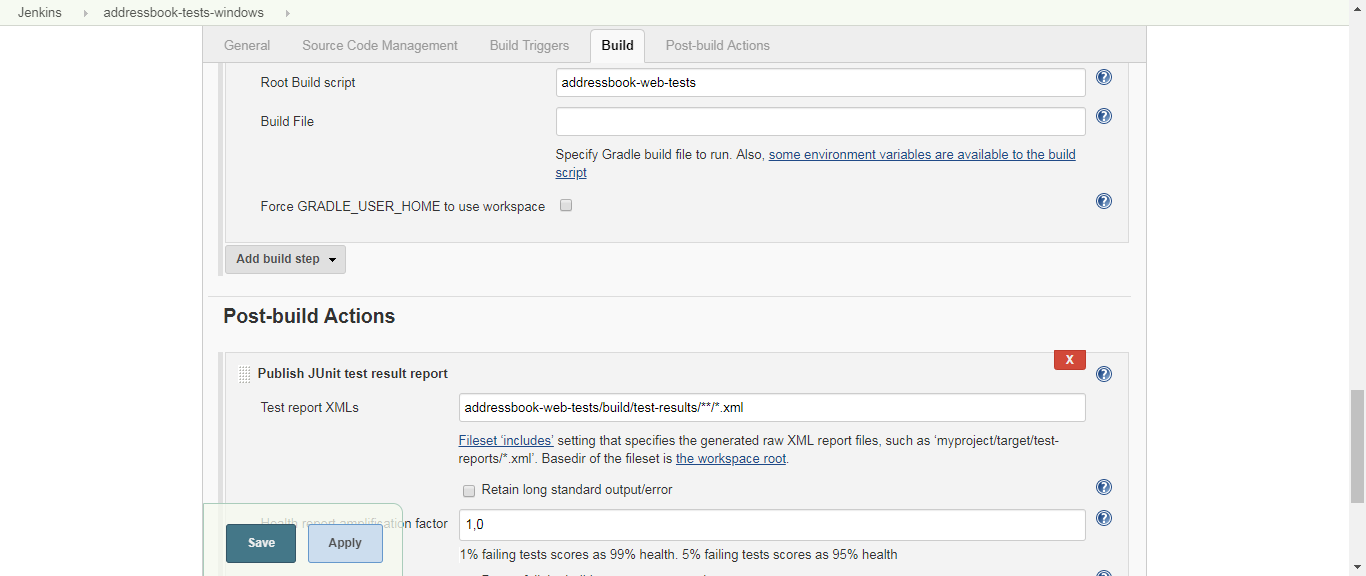 Jenkins addressbook-tests-windows
General Source Code Management Build Triggers Build Post-build Actions
Root Build script addressbook-web-tests
Build File
Specify Gradle build file to run. Also, some environment variables are available to the build
script
Force GRADLE_USER_HOME to use workspace
Add build step
Post-build Actions
X
Publish JUnit test result report
Test report XMLs addressbook-web-tests/build/test-results/**/*.xml
Fileset ‘includes’ setting that specifies the generated raw XML report files, such as ‘myproject/target/test-
reports/*.xml’. Basedir of the fileset is the workspace root.
Retain long standard output/error
Health report amplification factor 1,0
Save Apply
1% failing tests scores as 99% health. 5% failing tests scores as 95% health